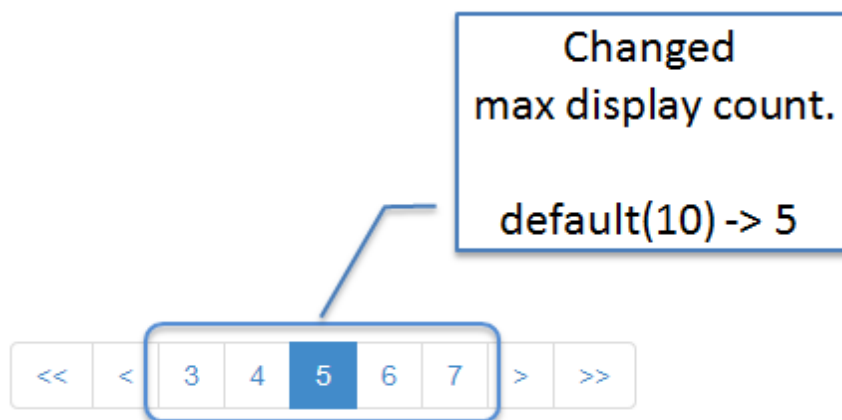 Changed
max display count.
default(10) -> 5
<< < 3 4 5 6 7 > >>